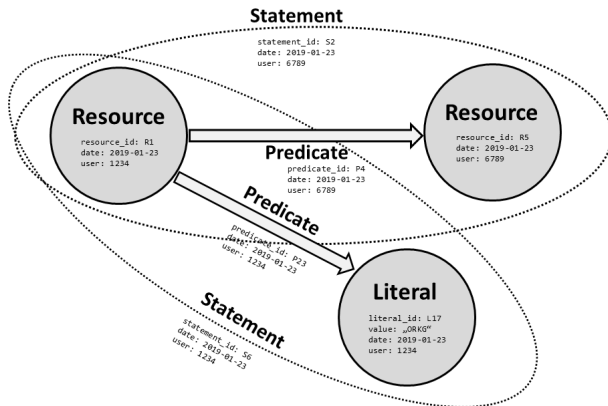 Statement
statement_id: S2
date: 2019-01-23
user: 6789
Resource
resource_id: R1
date: 2019-01-23
user: 1234
Resource
resource_id: R5
date: 2019-01-23
user: 6789
Predicate
predicate_id: P4
date: 2019-01-23
user: 6789
Predicate
predicate_id: P23
date: 2019-01-23
user: 1234
Literal
literal_id: L17
value: „ORKG“
date: 2019-01-23
user: 1234
Statement
statement_id: S6
date: 2019-01-23
user: 1234